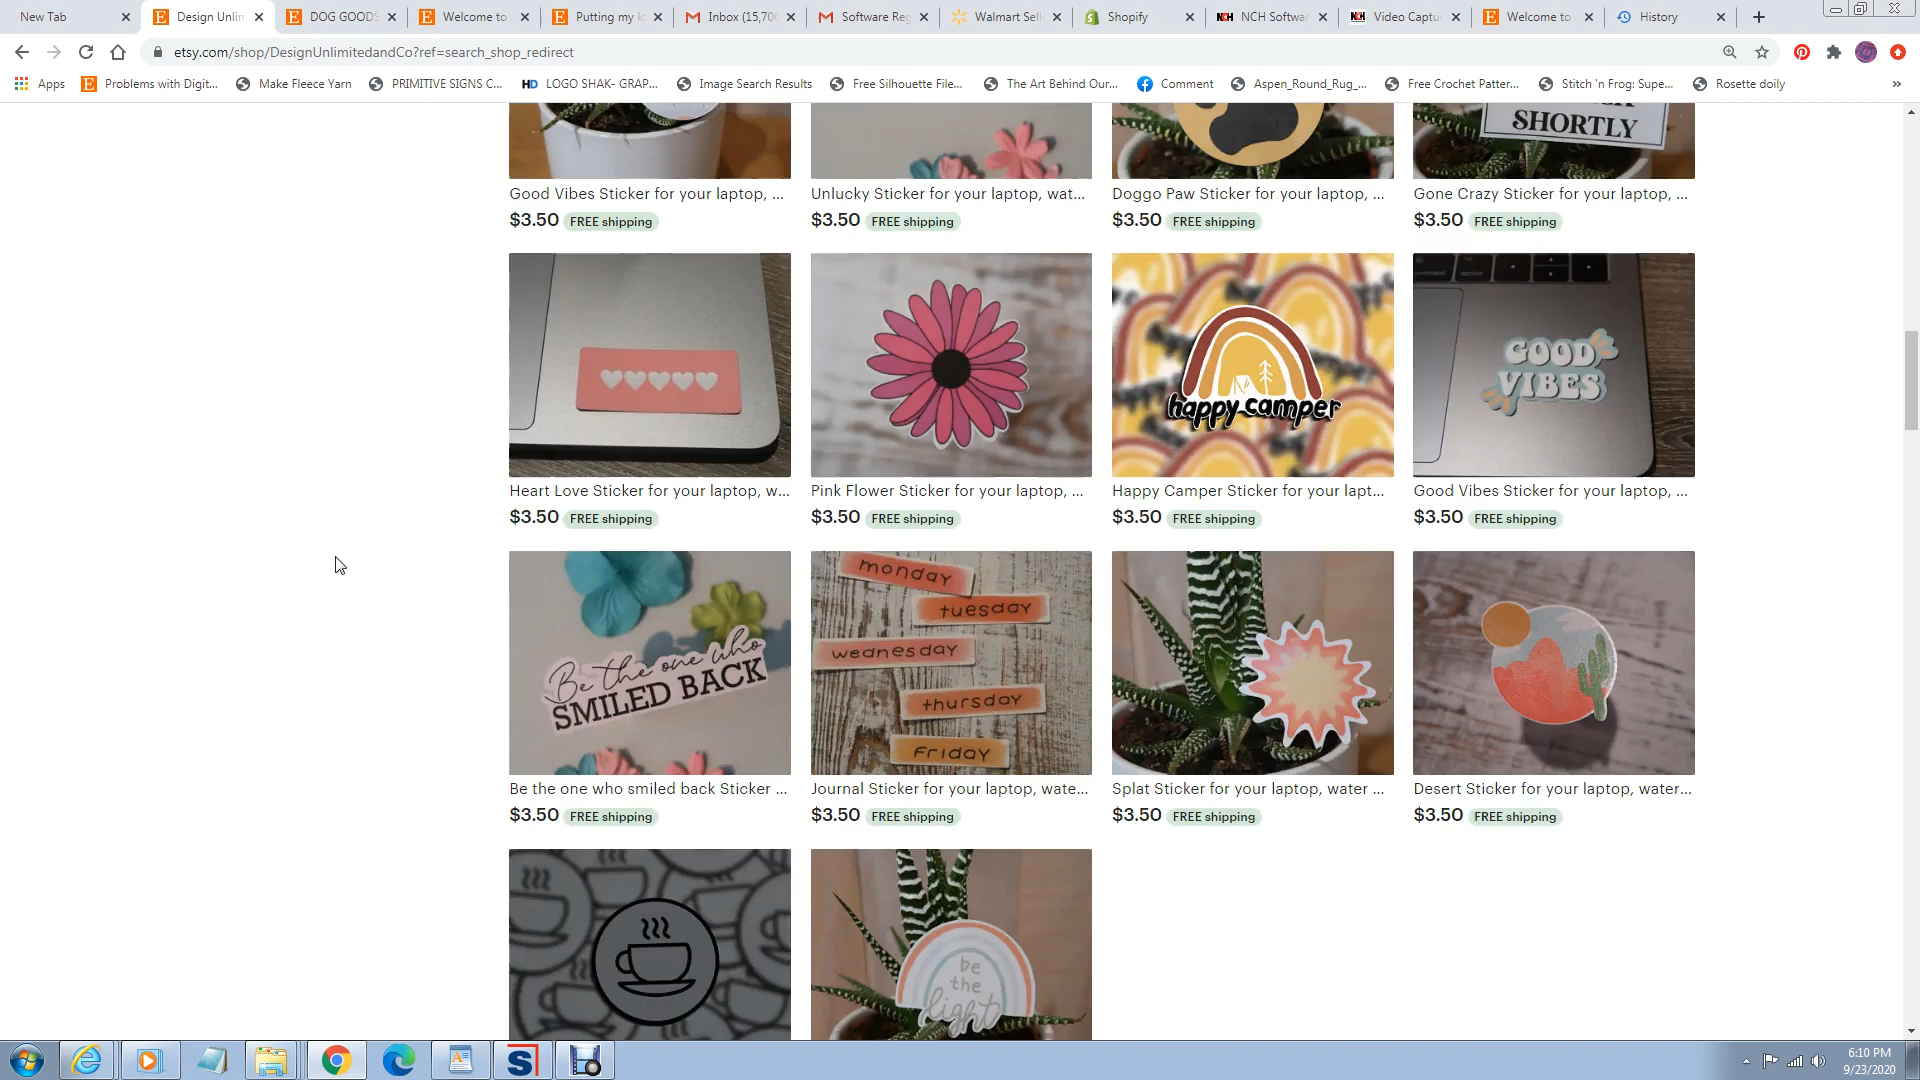 New Tab
Design Unlim
DOG GOODS
Welcome to
Putting my lo
Inbox (15,70
Software Reg
Walmart Sell
Shopify
NCH Softwar
Video Captur
Welcome to
History
etsy.com/shop/DesignUnlimitedandCo?ref=search_shop_redirect
Apps
Problems with Digit...
Make Fleece Yarn
PRIMITIVE SIGNS C...
HD LOGO SHAK- GRAP...
Image Search Results
Free Silhouette File...
The Art Behind Our...
Comment
Aspen_Round_Rug_...
Free Crochet Patter...
Stitch 'n Frog: Supe...
Rosette doily
»
SHORTLY
Good Vibes Sticker for your laptop, ...
$3.50 FREE shipping
Unlucky Sticker for your laptop, wat...
$3.50 FREE shipping
Doggo Paw Sticker for your laptop, ...
$3.50 FREE shipping
Gone Crazy Sticker for your laptop, ...
$3.50 FREE shipping
happy camper
option
GOOD
VIBES
Heart Love Sticker for your laptop, w...
$3.50 FREE shipping
Pink Flower Sticker for your laptop, ...
$3.50 FREE shipping
Happy Camper Sticker for your lapt...
$3.50 FREE shipping
Good Vibes Sticker for your laptop, ...
$3.50 FREE shipping
Be the one who
SMILED BACK
monday
tuesday
wednesday
thursday
Friday
Be the one who smiled back Sticker ...
$3.50 FREE shipping
Journal Sticker for your laptop, wate...
$3.50 FREE shipping
Splat Sticker for your laptop, water ...
$3.50 FREE shipping
Desert Sticker for your laptop, water...
$3.50 FREE shipping
be
the
light
6:10 PM
9/23/2020